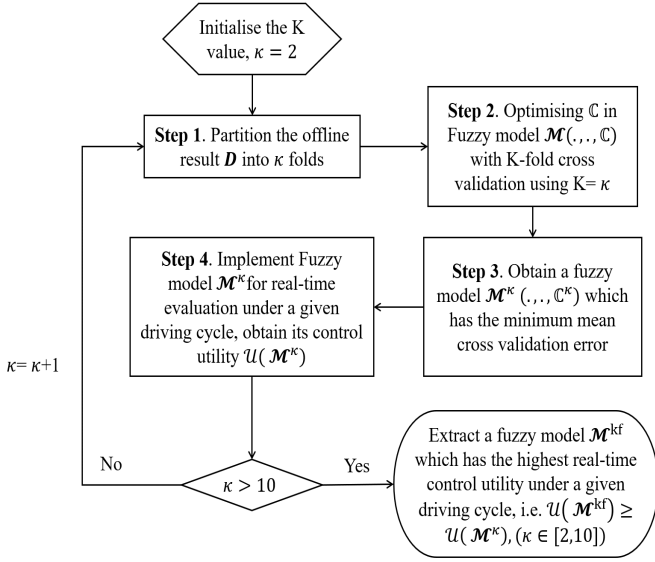 Initialise the K
value, κ = 2
Step 1. Partition the offline
result D into κ folds
Step 2. Optimising ℂ in
Fuzzy model 𝓜(.,., ℂ)
with K-fold cross
validation using K= κ
Step 3. Obtain a fuzzy
model 𝓜^κ (.,., ℂ^κ) which
has the minimum mean
cross validation error
Step 4. Implement Fuzzy
model 𝓜^κ for real-time
evaluation under a given
driving cycle, obtain its control
utility 𝒰( 𝓜^κ)
κ= κ+1
κ > 10
No
Yes
Extract a fuzzy model 𝓜^kf
which has the highest real-time
control utility under a given
driving cycle, i.e. 𝒰( 𝓜^kf) ≥
𝒰( 𝓜^κ), (κ ∈ [2,10])